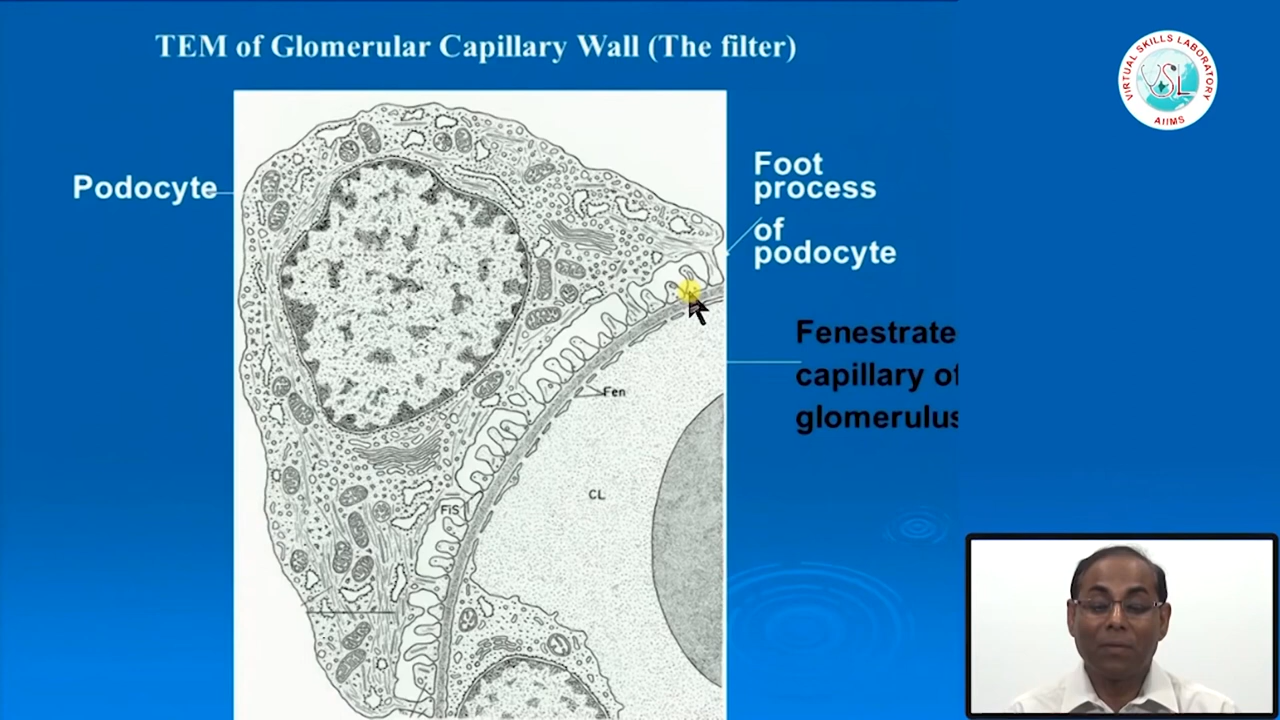 TEM of Glomerular Capillary Wall (The filter)
VIRTUAL SKILLS LABORATORY
VSL
AIIMS
Podocyte
Foot
process
of
podocyte
Fenestrate
capillary of
glomerulus
Fen
CL
FiS